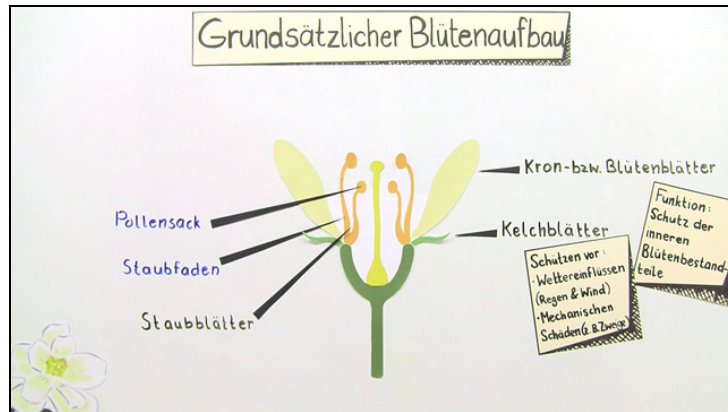 Grundsätzlicher Blütenaufbau
Kron-bzw. Blütenblätter
Pollensack
Staubfaden
Staubblätter
Kelchblätter
Funktion:
Schutz der
inneren
Blütenbestand-
teile
Schützen vor:
·Wettereinflüssen
(Regen & Wind)
·Mechanischen
Schäden(z.B.Zweige)